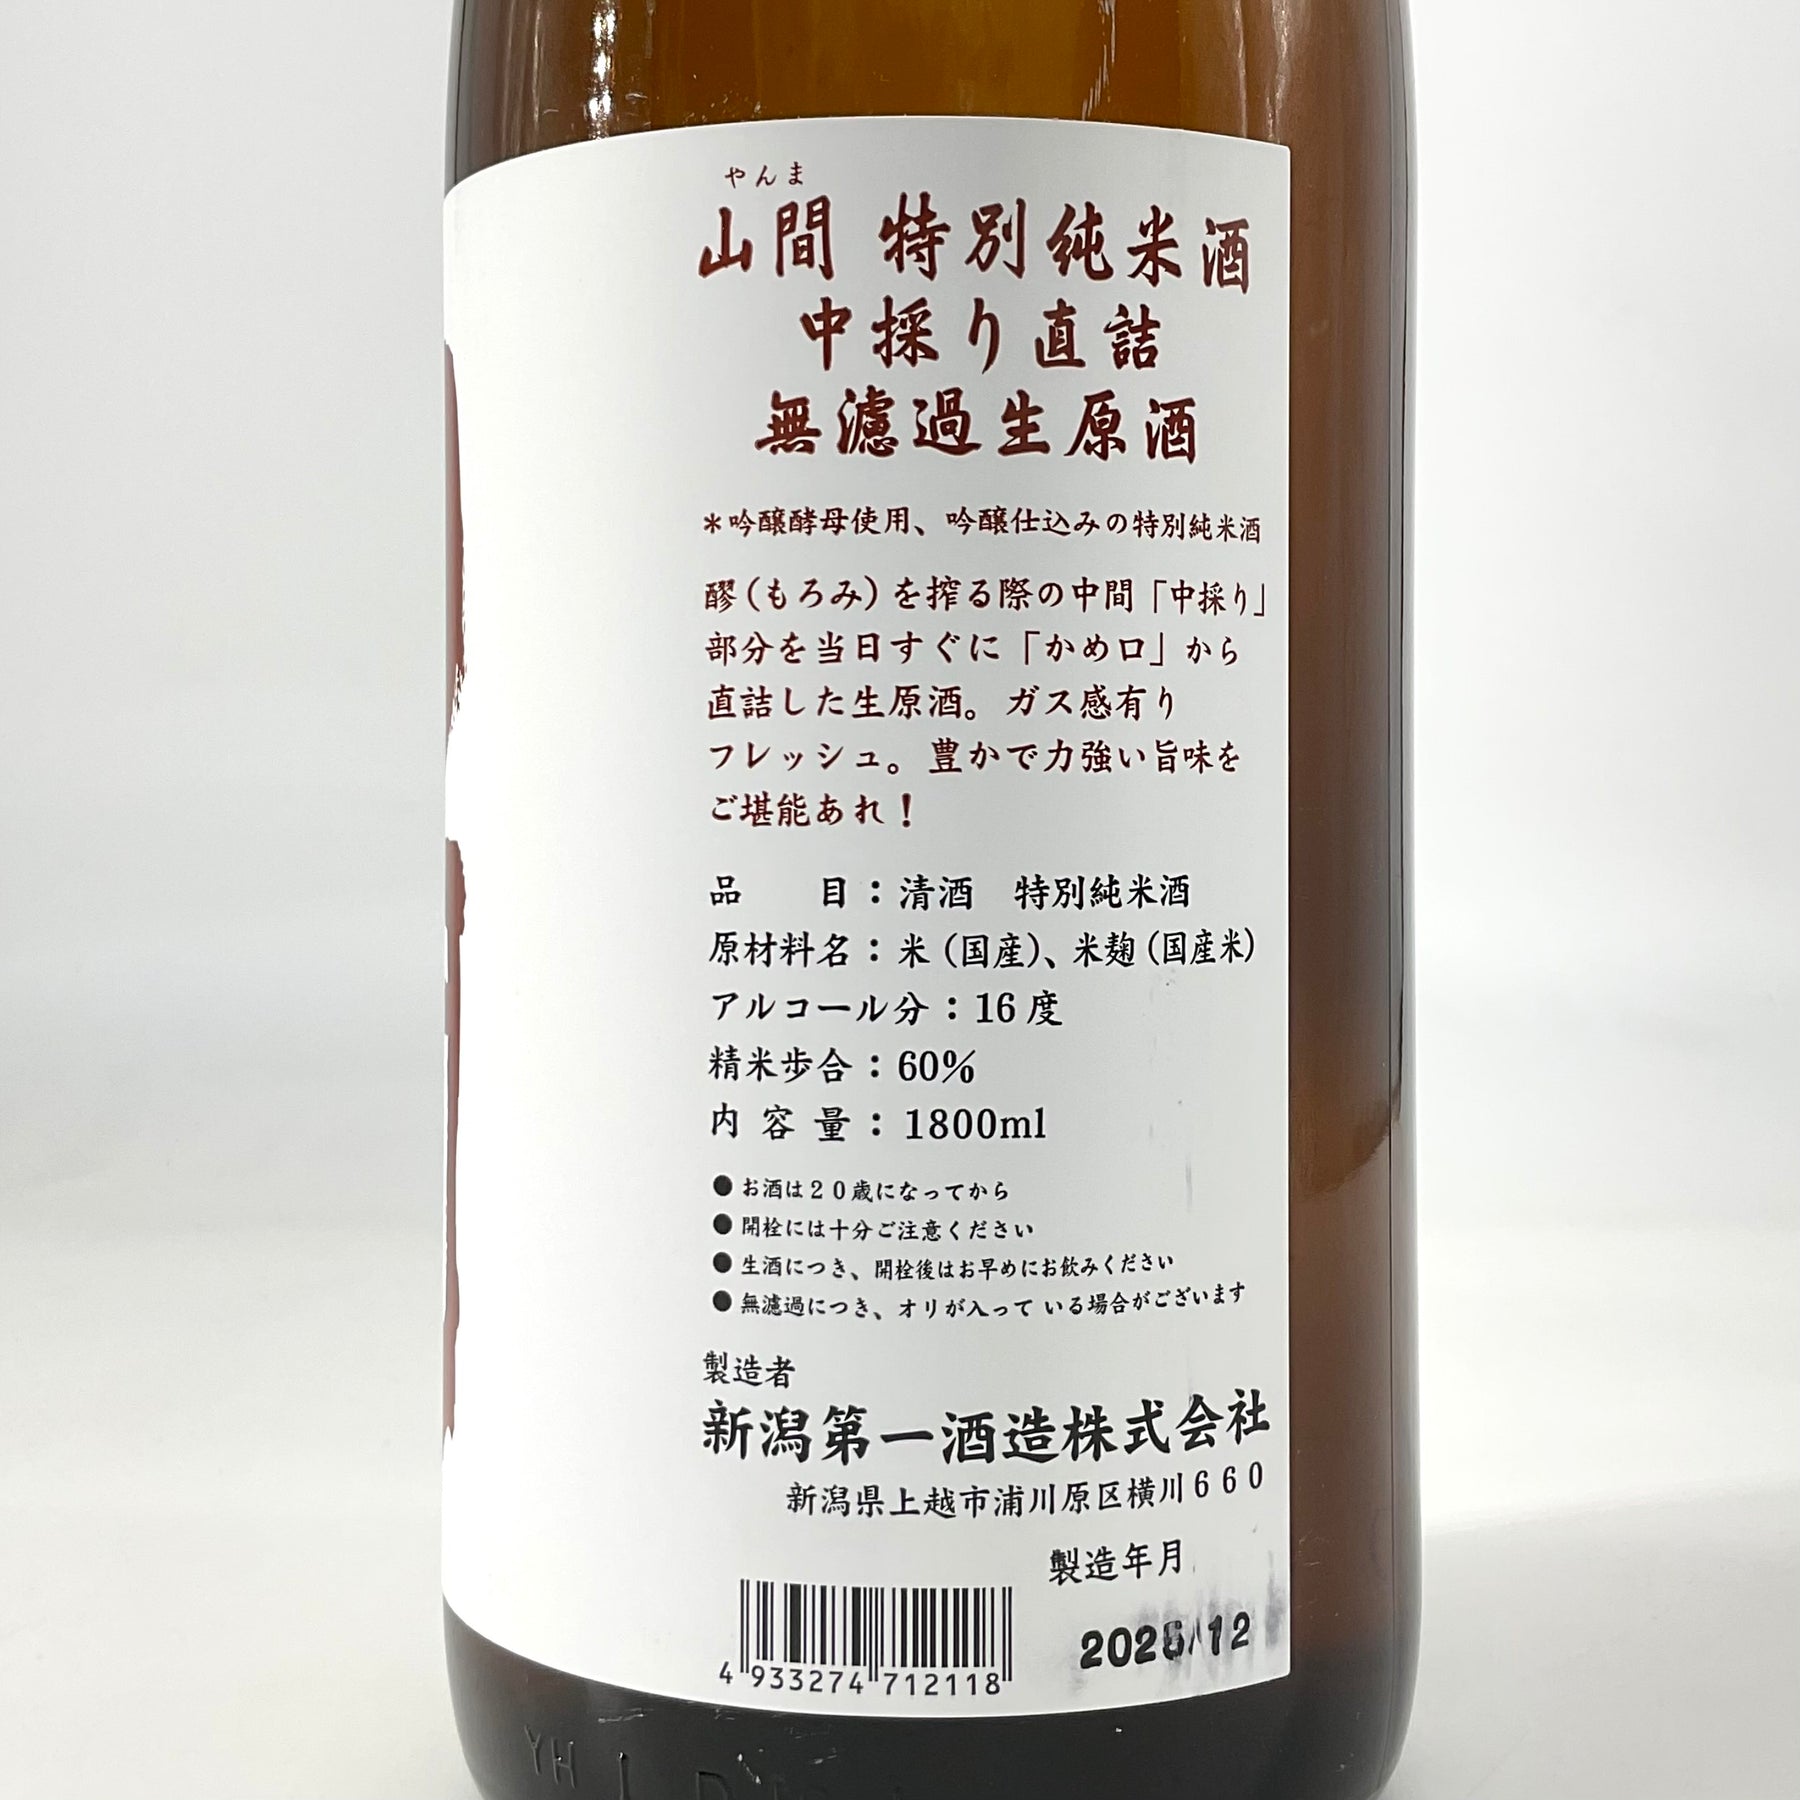 やんま
山間 特別純米酒
中採り直詰
無濾過生原酒
＊吟醸酵母使用、吟醸仕込みの特別純米酒
醪（もろみ）を搾る際の中間「中採り」
部分を当日すぐに「かめ口」から
直詰した生原酒。ガス感有り
フレッシュ。豊かで力強い旨味を
ご堪能あれ！
品　　目：清酒　特別純米酒
原材料名：米（国産）、米麹（国産米）
アルコール分：16度
精米歩合：60%
内 容 量：1800ml
●お酒は２０歳になってから
●開栓には十分ご注意ください
●生酒につき、開栓後はお早めにお飲みください
●無濾過につき、オリが入って いる場合がございます
製造者
新潟第一酒造株式会社
新潟県上越市浦川原区横川６６０
製造年月
4 933274 712118
YH